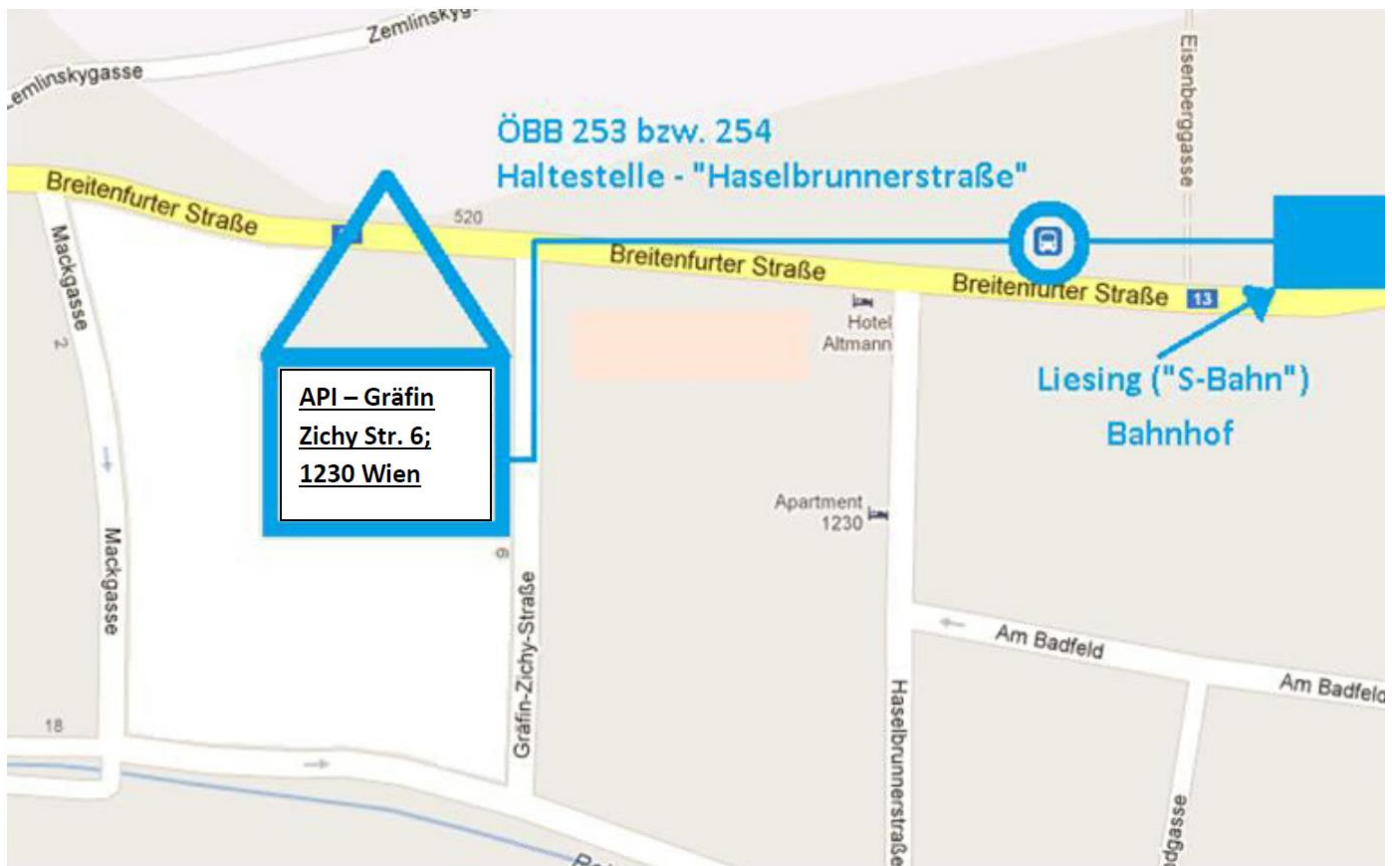 Zemlinskygasse
Zemlinskyga
ÖBB 253 bzw. 254
Haltestelle - "Haselbrunnerstraße"
Eisenberggasse
Breitenfurter Straße
520
Breitenfurter Straße
Breitenfurter Straße
13
Mackgasse
2
Hotel
Altmann
Liesing ("S-Bahn")
Bahnhof
API – Gräfin
Zichy Str. 6;
1230 Wien
Apartment
1230
6
Mackgasse
Gräfin-Zichy-Straße
Am Badfeld
Am Badfeld
Haselbrunnerstraße
18
dgasse